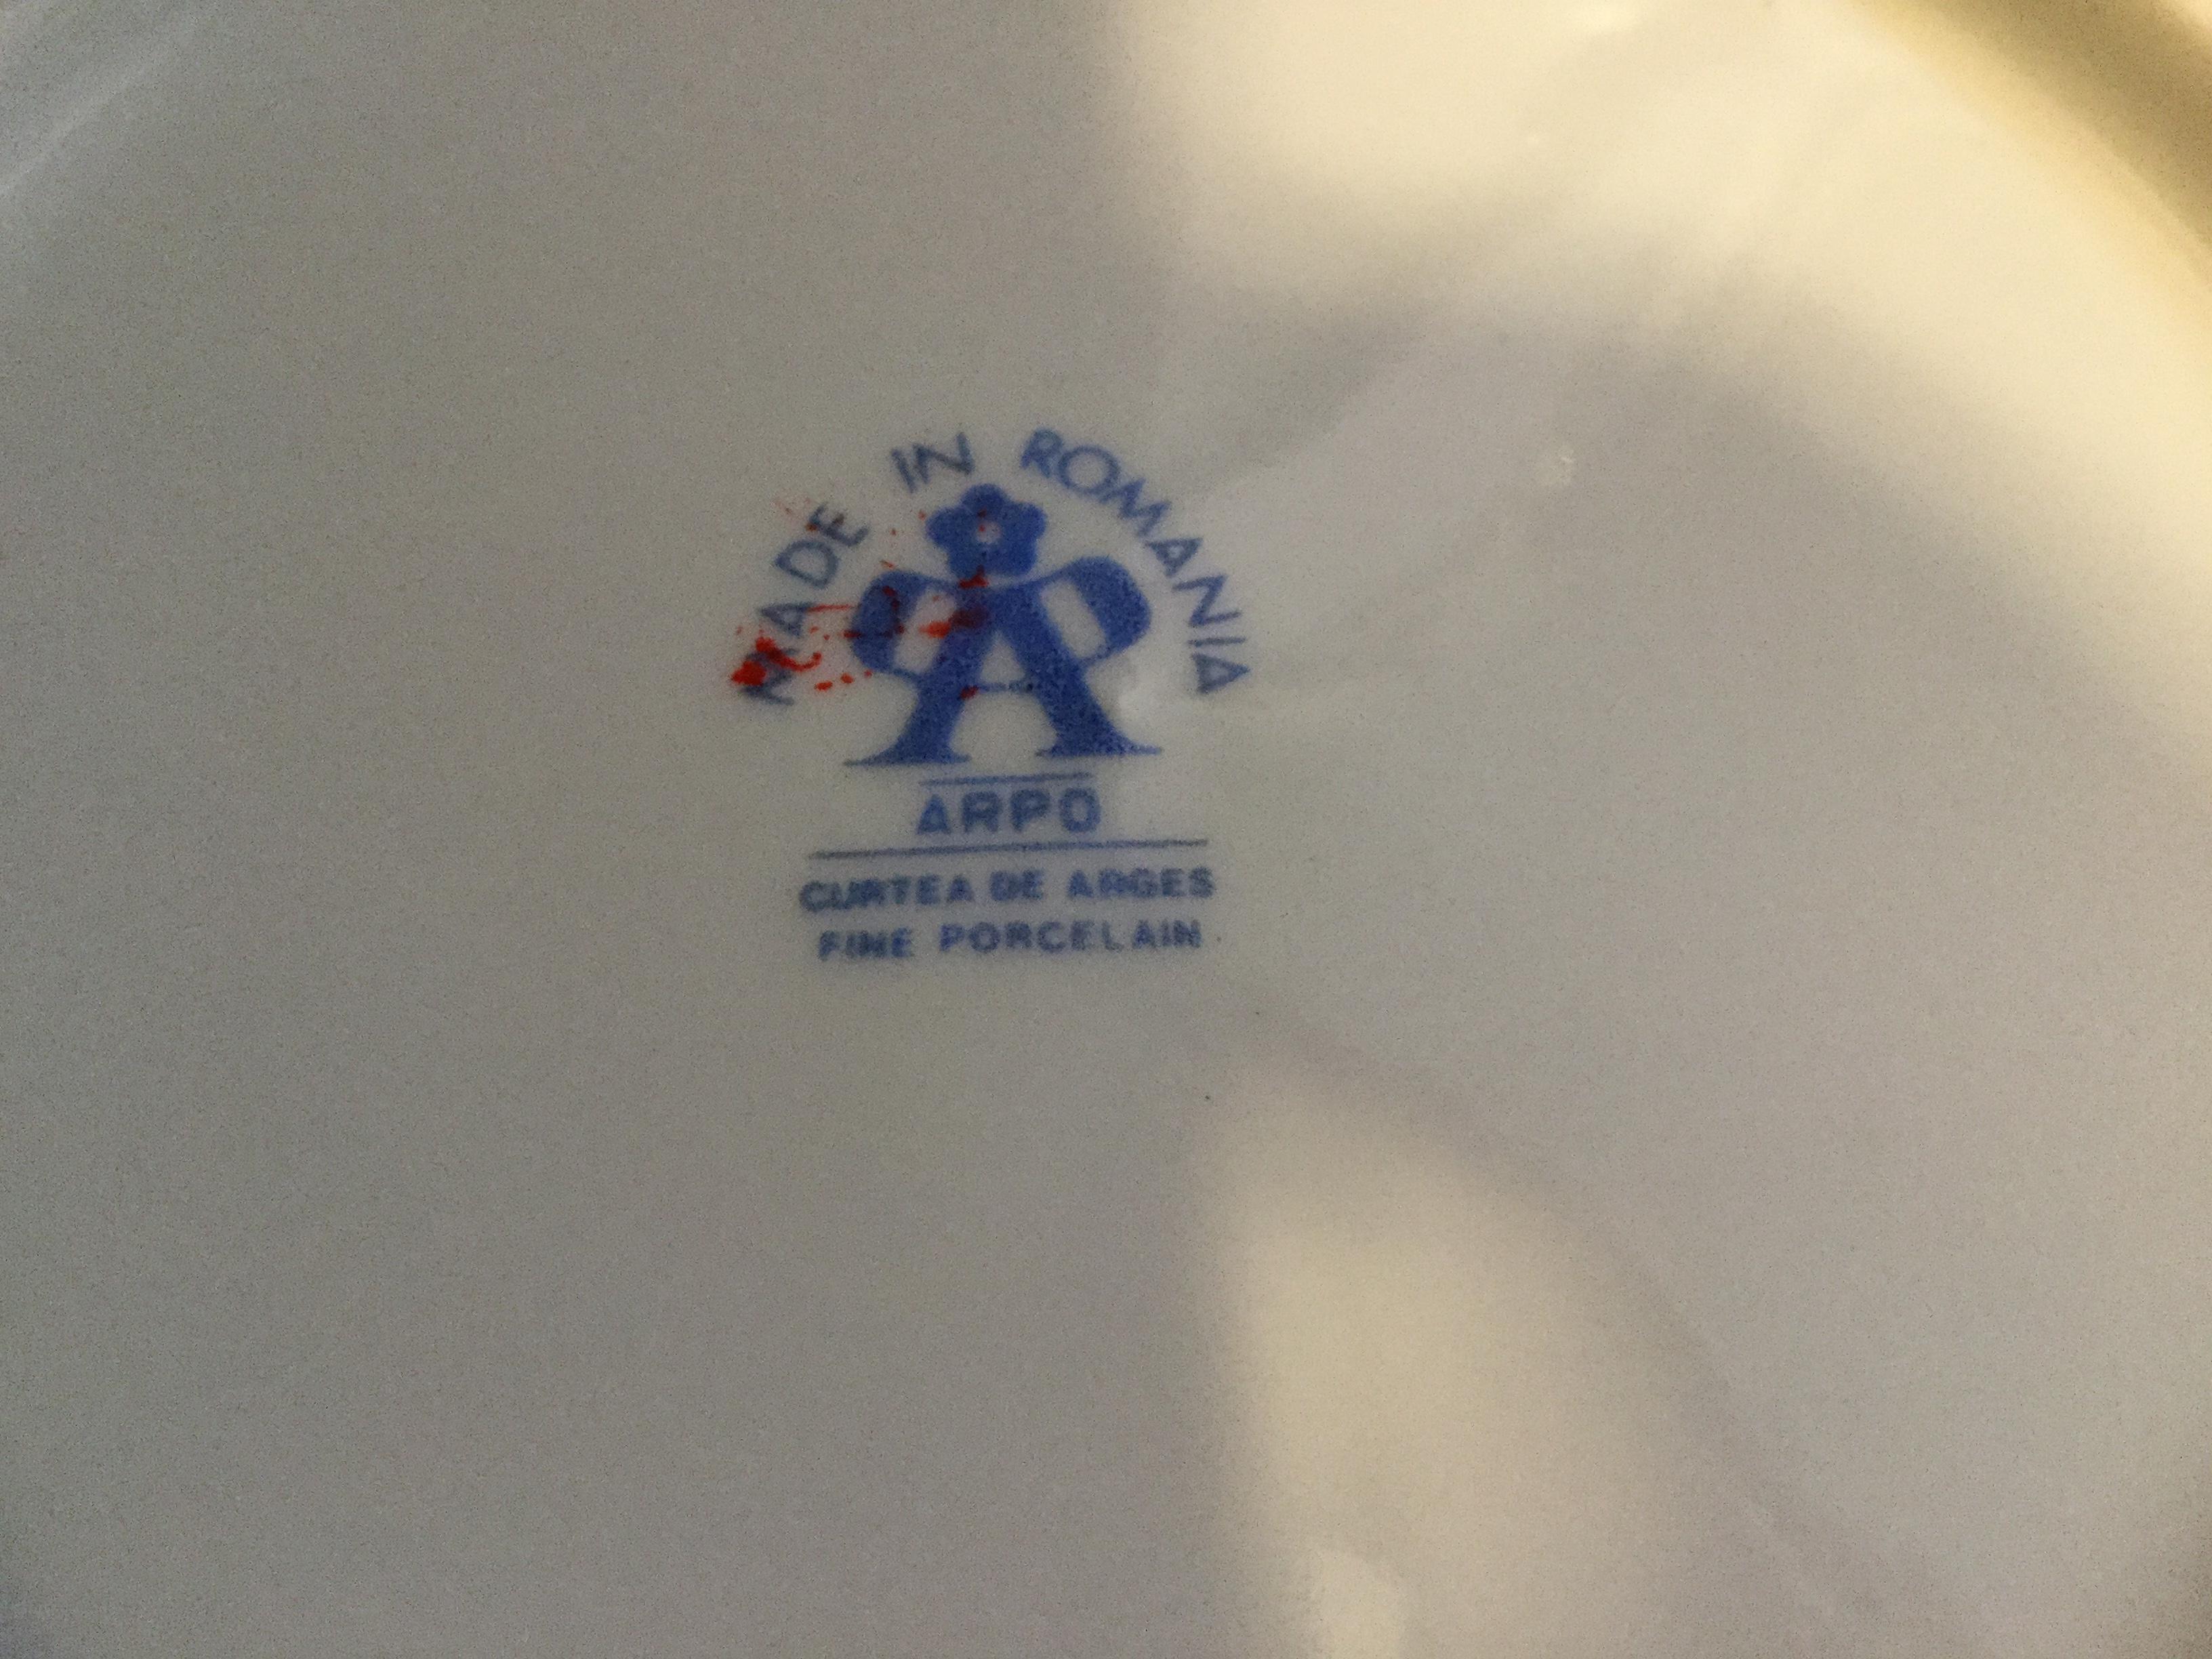 MADE IN ROMANIA
ARPO
CURTEA DE ARGES
FINE PORCELAIN